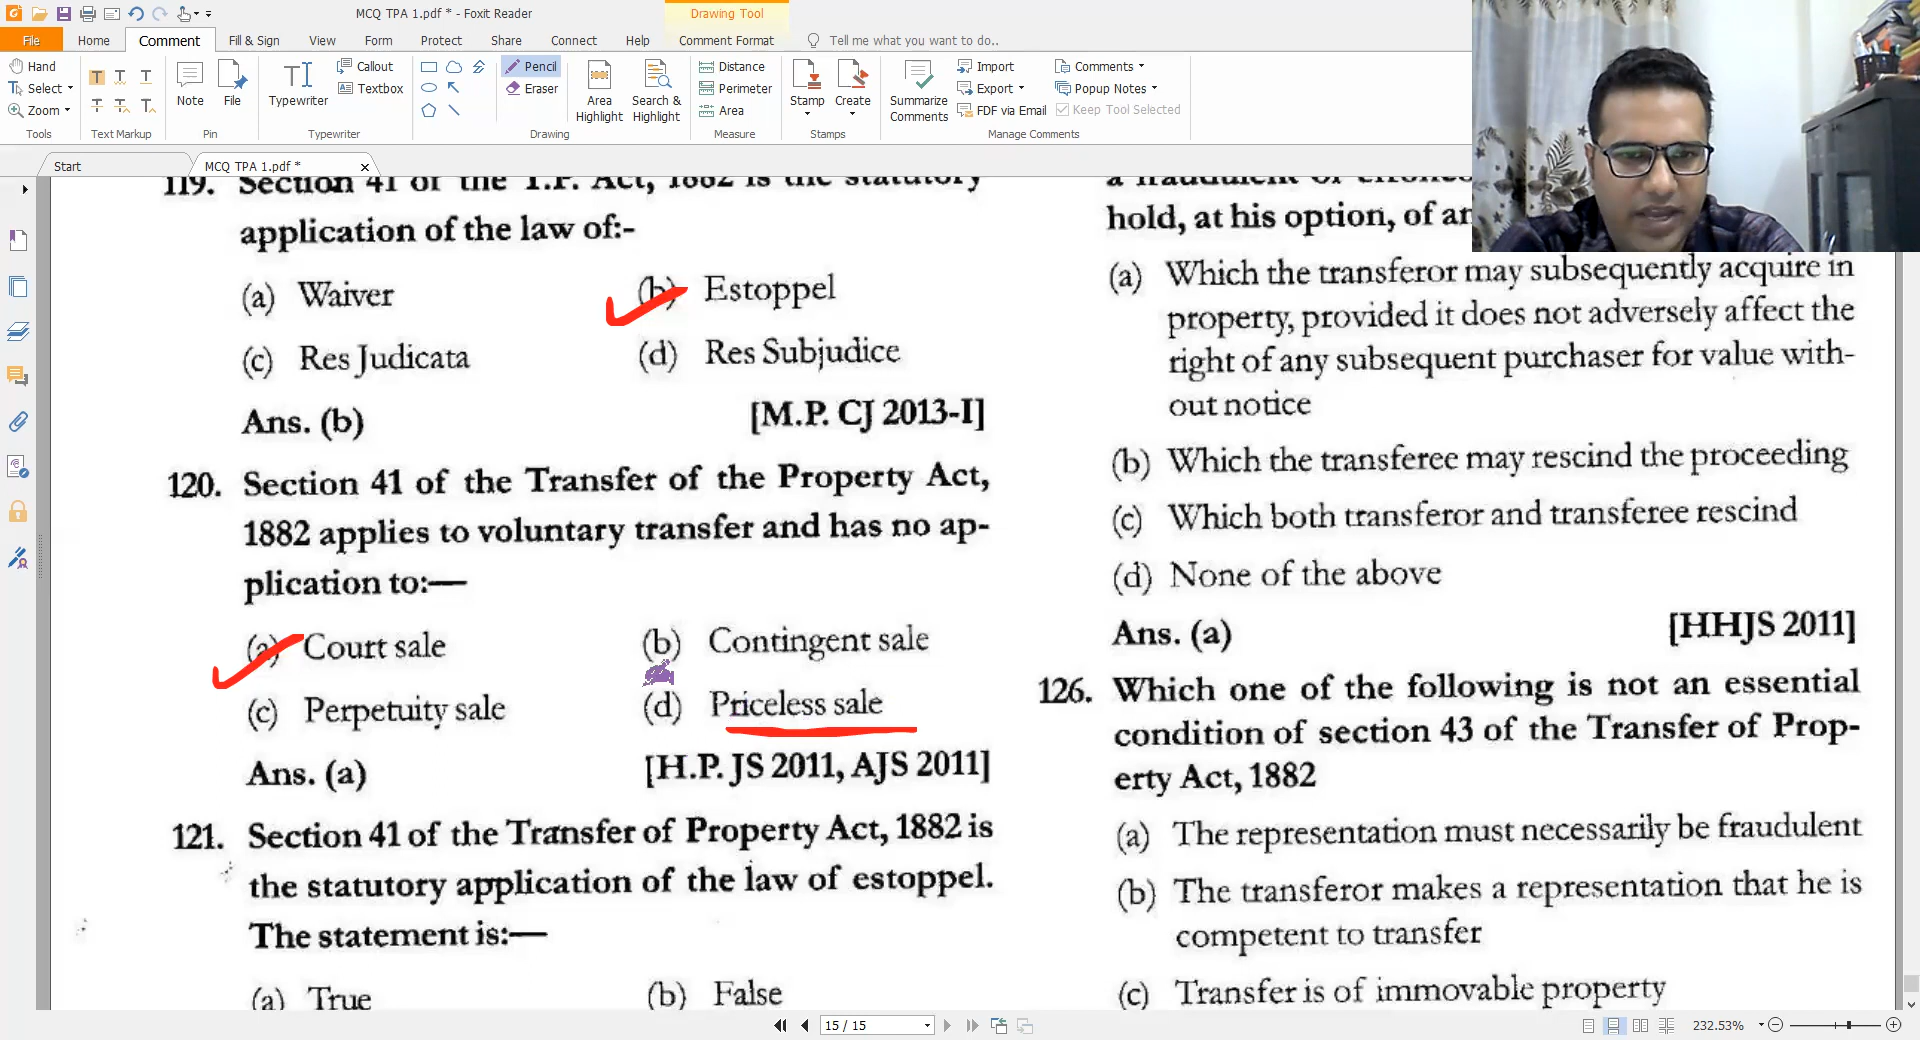 MCQ TPA 1.pdf * - Foxit Reader
Drawing Tool
File
Home
Comment
Fill & Sign
View
Form
Protect
Share
Connect
Help
Comment Format
Tell me what you want to do..
Hand
Select
Zoom
Tools
Text Markup
Note
File
Pin
Typewriter
Callout
Textbox
Typewriter
Pencil
Eraser
Area Highlight
Search & Highlight
Drawing
Distance
Perimeter
Area
Measure
Stamp
Create
Stamps
Summarize Comments
Import
Export
FDF via Email
Comments
Popup Notes
Keep Tool Selected
Manage Comments
Start
MCQ TPA 1.pdf *
119. Section 41 of the T.P. Act, 1882 is the statutory
application of the law of:-
(a) Waiver
(b) Estoppel
(c) Res Judicata
(d) Res Subjudice
Ans. (b)
[M.P. CJ 2013-I]
120. Section 41 of the Transfer of the Property Act,
1882 applies to voluntary transfer and has no ap-
plication to:—
(a) Court sale
(b) Contingent sale
(c) Perpetuity sale
(d) Priceless sale
Ans. (a)
[H.P. JS 2011, AJS 2011]
121. Section 41 of the Transfer of Property Act, 1882 is
the statutory application of the law of estoppel.
The statement is:—
(a) True
(b) False
a fraudulent or
hold, at his option, of
(a) Which the transferor may subsequently acquire in
property, provided it does not adversely affect the
right of any subsequent purchaser for value with-
out notice
(b) Which the transferee may rescind the proceeding
(c) Which both transferor and transferee rescind
(d) None of the above
Ans. (a)
[HHJS 2011]
126. Which one of the following is not an essential
condition of section 43 of the Transfer of Prop-
erty Act, 1882
(a) The representation must necessarily be fraudulent
(b) The transferor makes a representation that he is
competent to transfer
(c) Transfer is of immovable property
15 / 15
232.53%